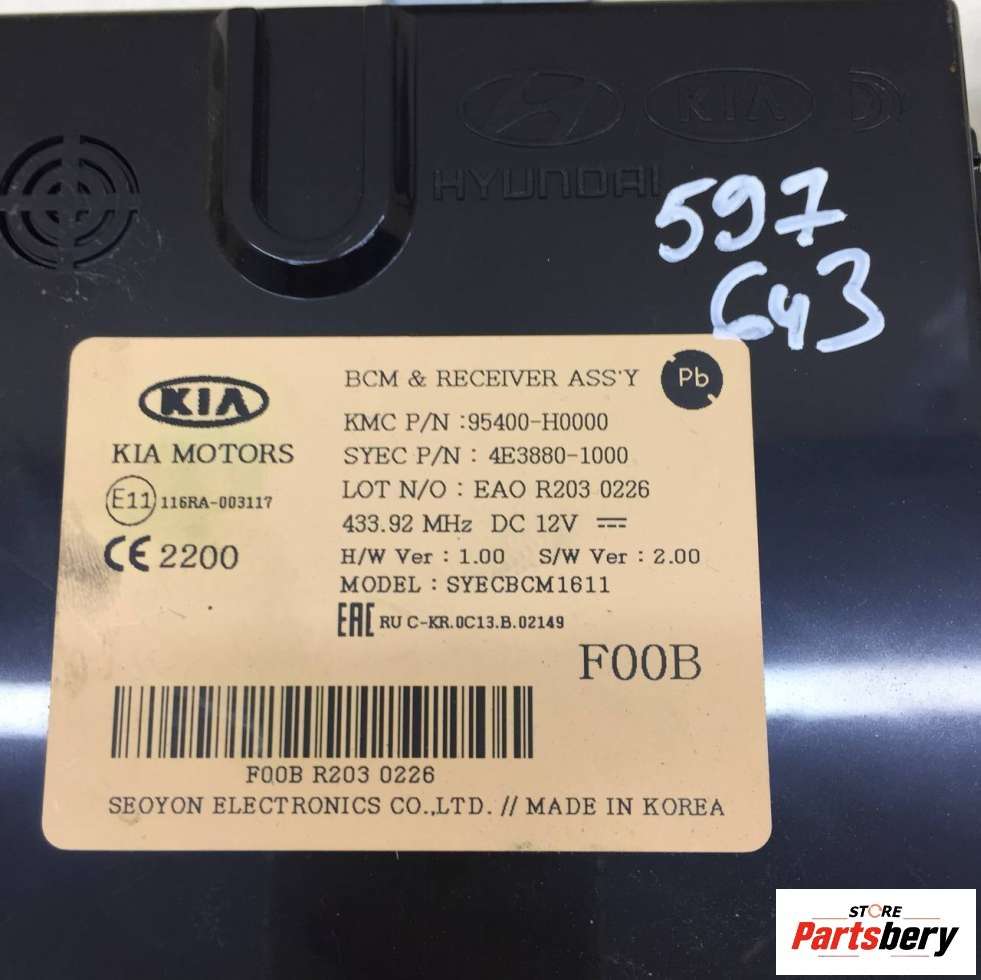 KIA
HYUNDAI
597
643
KIA
KIA MOTORS
E11 116RA-003117
CE 2200
BCM & RECEIVER ASS'Y
Pb
KMC P/N :95400-H0000
SYEC P/N : 4E3880-1000
LOT N/O : EAO R203 0226
433.92 MHz DC 12V
H/W Ver : 1.00 S/W Ver : 2.00
MODEL : SYECBCM1611
EAC RU C-KR.0C13.B.02149
F00B
F00B R203 0226
SEOYON ELECTRONICS CO.,LTD. // MADE IN KOREA
STORE
Partsbery